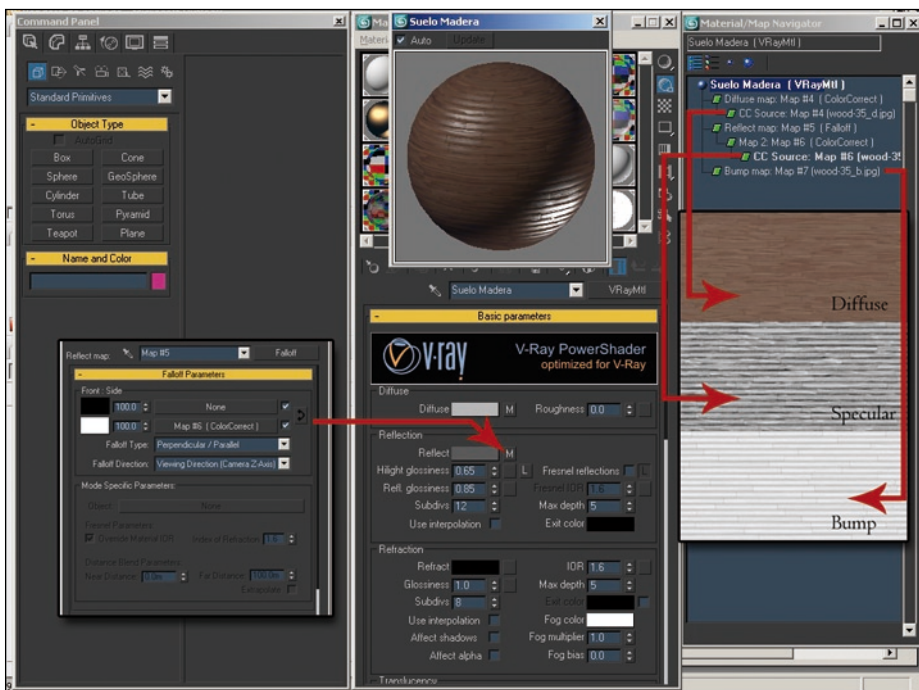 Command Panel
Standard Primitives
Object Type
AutoGrid
Box
Cone
Sphere
GeoSphere
Cylinder
Tube
Torus
Pyramid
Teapot
Plane
Name and Color
Reflect map:
Map #5
Falloff
Falloff Parameters
Front : Side
100.0
None
100.0
Map #6 ( ColorCorrect )
Falloff Type:
Perpendicular / Parallel
Falloff Direction:
Viewing Direction (Camera Z-Axis)
Mode Specific Parameters:
Object:
None
Fresnel Parameters:
Override Material IOR
Index of Refraction
1.6
Distance Blend Parameters:
Near Distance:
0.0m
Far Distance:
100.0m
Extrapolate
Ma
Materi
Suelo Madera
Auto
Update
Suelo Madera
VRayMtl
Basic parameters
v·ray
V-Ray PowerShader
optimized for V-Ray
Diffuse
Diffuse
M
Roughness
0.0
Reflection
Reflect
M
Hilight glossiness
0.65
L
Fresnel reflections
L
Refl. glossiness
0.85
Fresnel IOR
1.6
Subdivs
12
Max depth
5
Use interpolation
Exit color
Refraction
Refract
IOR
1.6
Glossiness
1.0
Max depth
5
Subdivs
8
Exit color
Use interpolation
Fog color
Affect shadows
Fog multiplier
1.0
Affect alpha
Fog bias
0.0
Translucency
Material/Map Navigator
Suelo Madera ( VRayMtl )
Suelo Madera ( VRayMtl )
Diffuse map: Map #4 ( ColorCorrect )
CC Source: Map #4 (wood-35_d.jpg)
Reflect map: Map #5 ( Falloff )
Map 2: Map #6 ( ColorCorrect )
CC Source: Map #6 (wood-35
Bump map: Map #7 (wood-35_b.jpg)
Diffuse
Specular
Bump